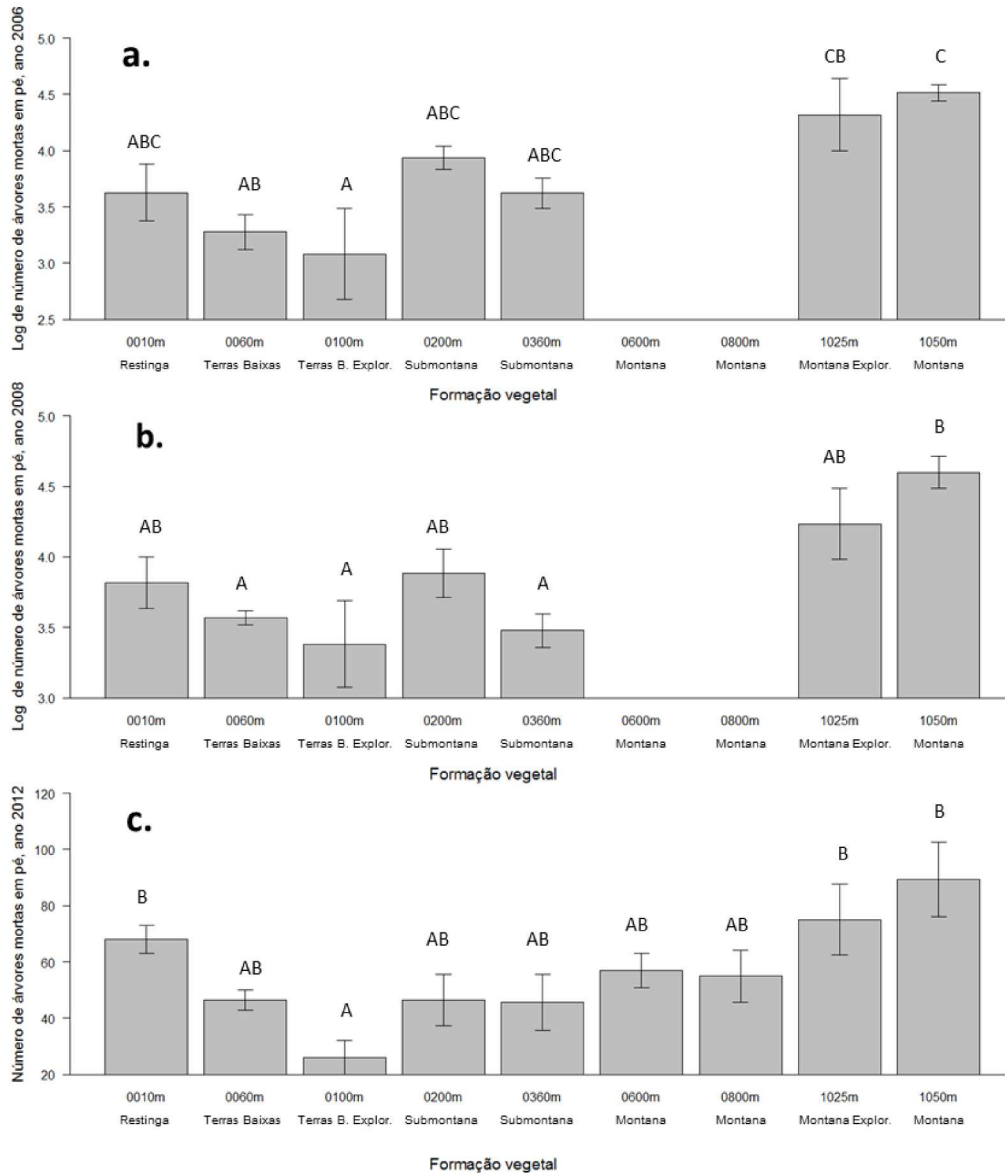 Log de número de árvores mortas em pé, ano 2006
a.
5.0
4.5
4.0
3.5
3.0
2.5
ABC
AB
A
ABC
ABC
CB
C
0010m 0060m 0100m 0200m 0360m 0600m 0800m 1025m 1050m
Restinga Terras Baixas Terras B. Explor. Submontana Submontana Montana Montana Montana Explor. Montana
Formação vegetal
Log de número de árvores mortas em pé, ano 2008
b.
5.0
4.5
4.0
3.5
3.0
AB
A
A
AB
A
AB
B
0010m 0060m 0100m 0200m 0360m 0600m 0800m 1025m 1050m
Restinga Terras Baixas Terras B. Explor. Submontana Submontana Montana Montana Montana Explor. Montana
Formação vegetal
Número de árvores mortas em pé, ano 2012
c.
120
100
80
60
40
20
B
AB
A
AB
AB
AB
AB
B
B
0010m 0060m 0100m 0200m 0360m 0600m 0800m 1025m 1050m
Restinga Terras Baixas Terras B. Explor. Submontana Submontana Montana Montana Montana Explor. Montana
Formação vegetal